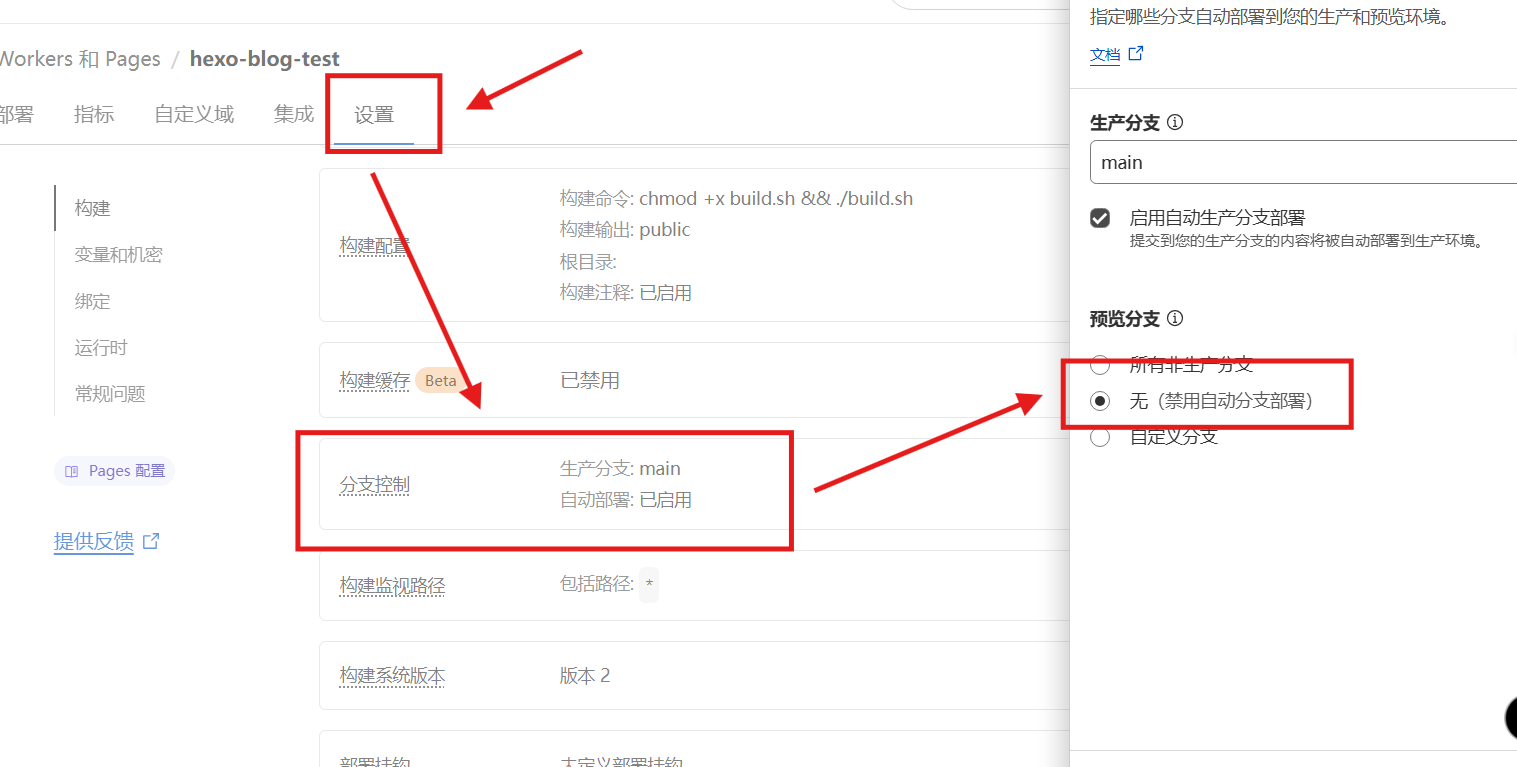 Workers 和 Pages / hexo-blog-test
部署 指标 自定义域 集成 设置
构建
变量和机密
绑定
运行时
常规问题
Pages 配置
提供反馈
构建配置
构建命令: chmod +x build.sh && ./build.sh
构建输出: public
根目录:
构建注释: 已启用
构建缓存 Beta 已禁用
分支控制
生产分支: main
自动部署: 已启用
构建监视路径 包括路径: *
构建系统版本 版本 2
部署挂钩
指定哪些分支自动部署到您的生产和预览环境。
文档
生产分支
main
启用自动生产分支部署
提交到您的生产分支的内容将被自动部署到生产环境。
预览分支
所有非生产分支
无（禁用自动分支部署）
自定义分支